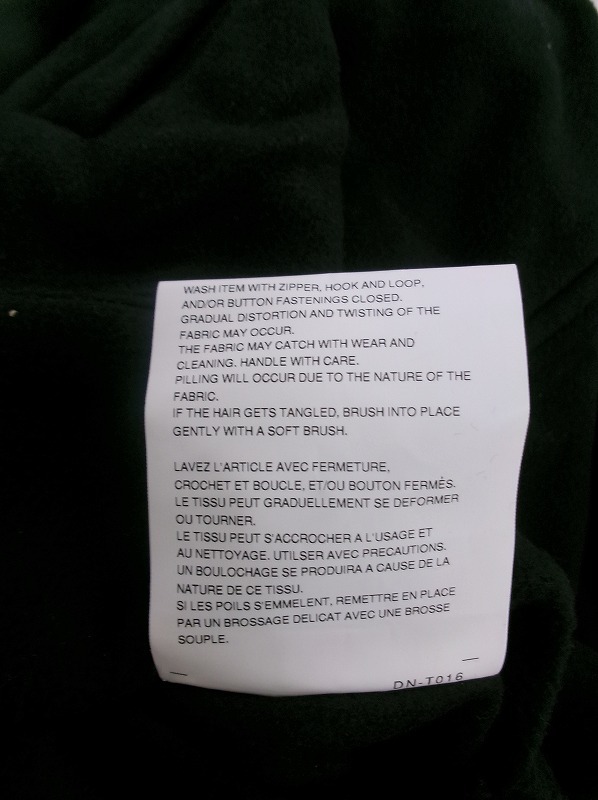 WASH ITEM WITH ZIPPER, HOOK AND LOOP,
AND/OR BUTTON FASTENINGS CLOSED.
GRADUAL DISTORTION AND TWISTING OF THE
FABRIC MAY OCCUR.
THE FABRIC MAY CATCH WITH WEAR AND
CLEANING. HANDLE WITH CARE.
PILLING WILL OCCUR DUE TO THE NATURE OF THE
FABRIC.
IF THE HAIR GETS TANGLED, BRUSH INTO PLACE
GENTLY WITH A SOFT BRUSH.
LAVEZ L'ARTICLE AVEC FERMETURE,
CROCHET ET BOUCLE, ET/OU BOUTON FERMÈS.
LE TISSU PEUT GRADUELLEMENT SE DEFORMER
OU TOURNER.
LE TISSU PEUT S'ACCROCHER A L'USAGE ET
AU NETTOYAGE. UTILSER AVEC PRECAUTIONS.
UN BOULOCHAGE SE PRODUIRA A CAUSE DE LA
NATURE DE CE TISSU.
SI LES POILS S'EMMELENT, REMETTRE EN PLACE
PAR UN BROSSAGE DELICAT AVEC UNE BROSSE
SOUPLE.
DN-T016